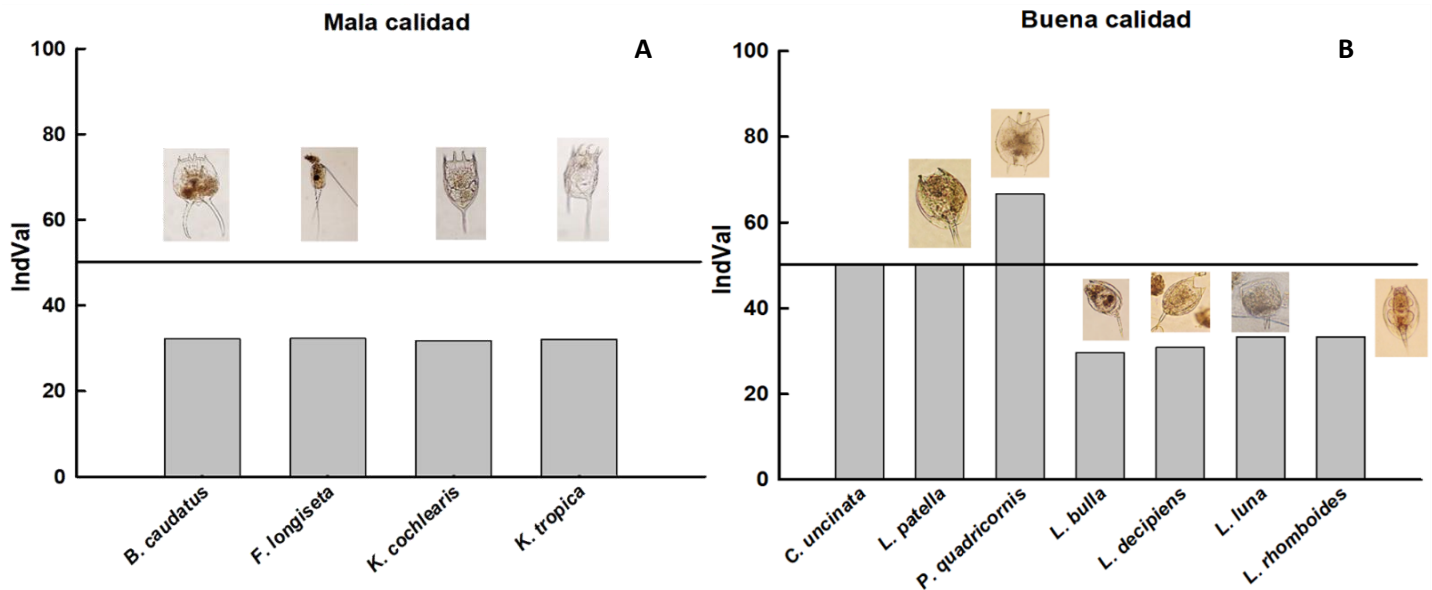 Mala calidad
A
100
80
60
40
20
0
IndVal
B. caudatus
F. longiseta
K. cochlearis
K. tropica
Buena calidad
B
100
80
60
40
20
0
IndVal
C. uncinata
L. patella
P. quadricornis
L. bulla
L. decipiens
L. luna
L. rhomboides